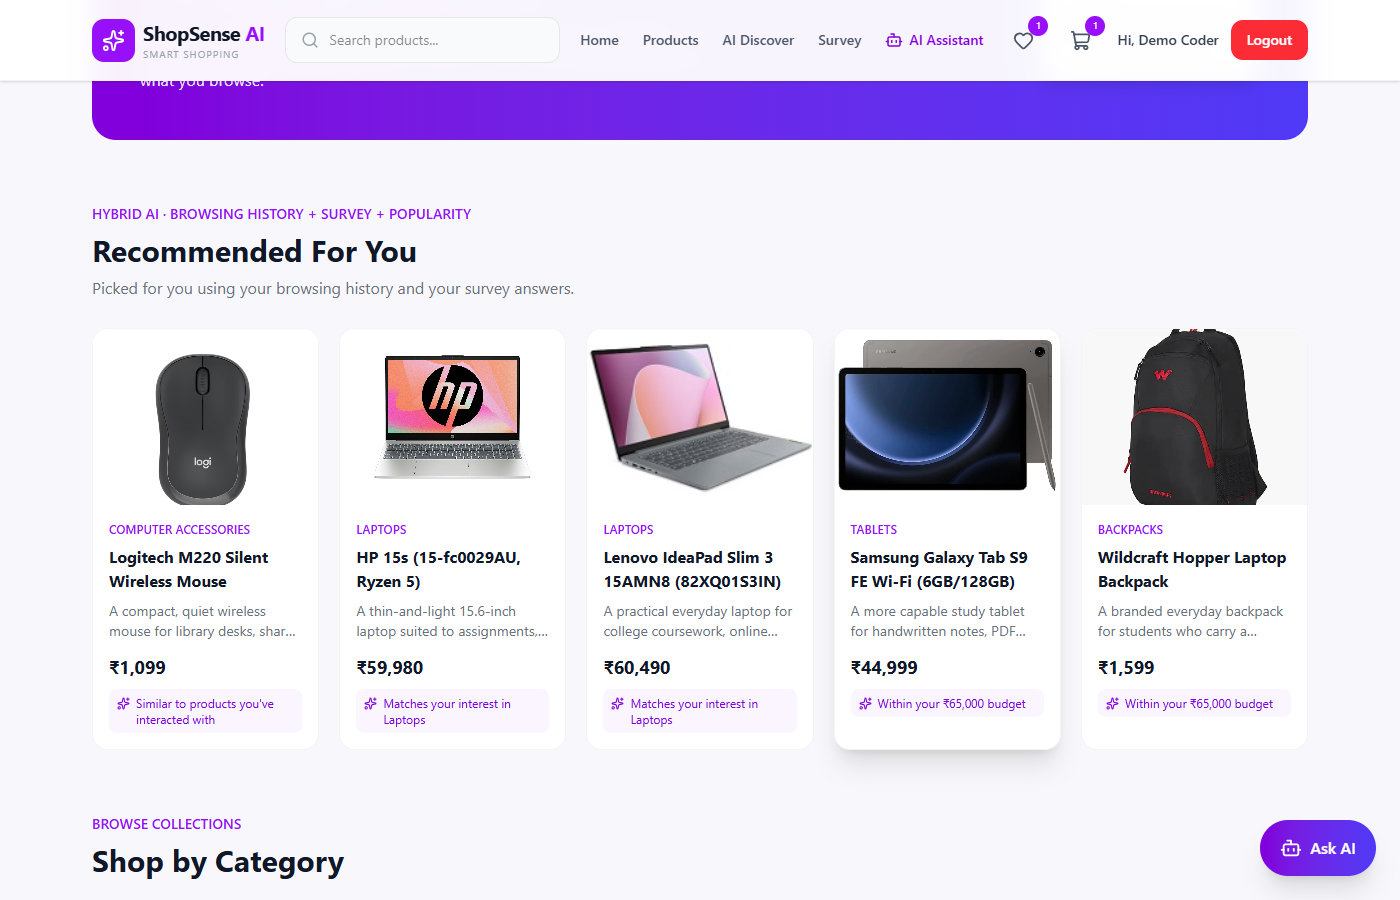 ShopSense AI
SMART SHOPPING
Search products...
Home
Products
AI Discover
Survey
AI Assistant
1
1
Hi, Demo Coder
Logout
what you browse.
HYBRID AI · BROWSING HISTORY + SURVEY + POPULARITY
Recommended For You
Picked for you using your browsing history and your survey answers.
logi
COMPUTER ACCESSORIES
Logitech M220 Silent
Wireless Mouse
A compact, quiet wireless
mouse for library desks, shar...
₹1,099
Similar to products you've
interacted with
hp
LAPTOPS
HP 15s (15-fc0029AU,
Ryzen 5)
A thin-and-light 15.6-inch
laptop suited to assignments,...
₹59,980
Matches your interest in
Laptops
LAPTOPS
Lenovo IdeaPad Slim 3
15AMN8 (82XQ01S3IN)
A practical everyday laptop for
college coursework, online...
₹60,490
Matches your interest in
Laptops
TABLETS
Samsung Galaxy Tab S9
FE Wi-Fi (6GB/128GB)
A more capable study tablet
for handwritten notes, PDF...
₹44,999
Within your ₹65,000 budget
BACKPACKS
Wildcraft Hopper Laptop
Backpack
A branded everyday backpack
for students who carry a...
₹1,599
Within your ₹65,000 budget
BROWSE COLLECTIONS
Shop by Category
Ask AI